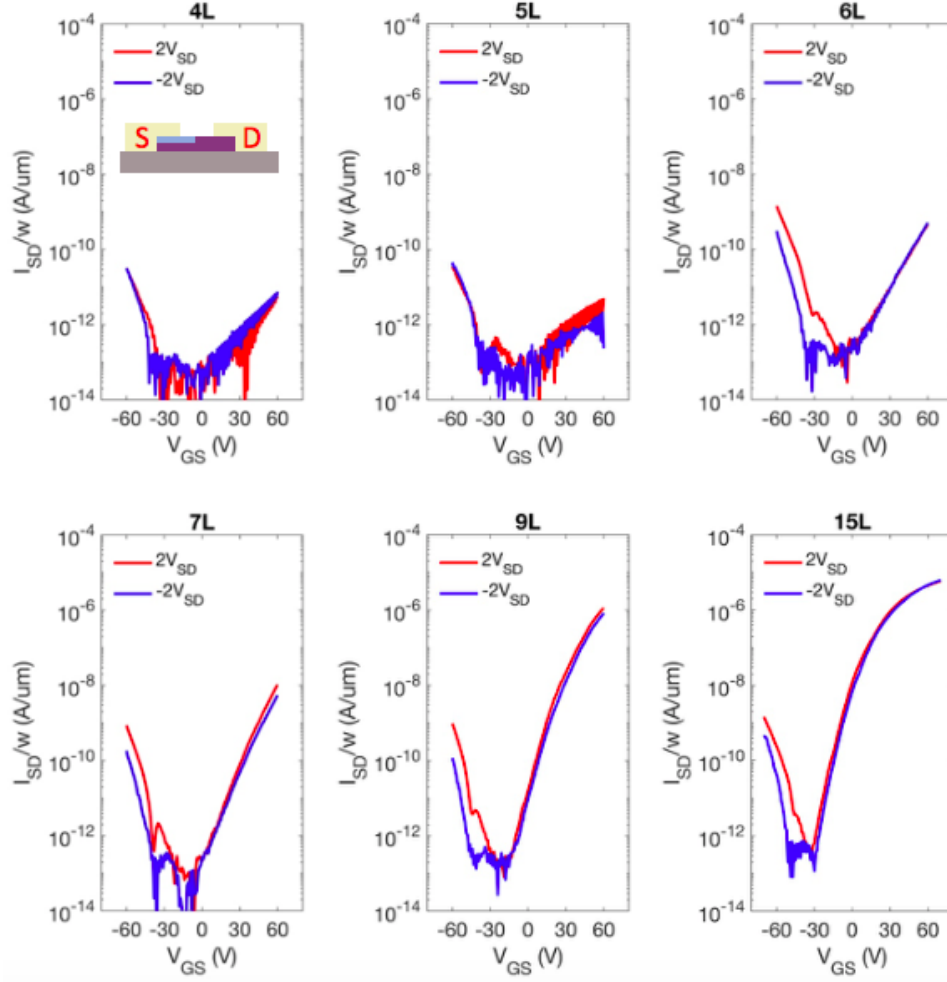 4L
10^-4
2V_SD
-2V_SD
10^-6
S D
10^-8
10^-10
10^-12
10^-14
I_SD/w (A/um)
-60 -30 0 30 60
V_GS (V)
5L
10^-4
2V_SD
-2V_SD
10^-6
10^-8
10^-10
10^-12
10^-14
I_SD/w (A/um)
-60 -30 0 30 60
V_GS (V)
6L
10^-4
2V_SD
-2V_SD
10^-6
10^-8
10^-10
10^-12
10^-14
I_SD/w (A/um)
-60 -30 0 30 60
V_GS (V)
7L
10^-4
2V_SD
-2V_SD
10^-6
10^-8
10^-10
10^-12
10^-14
I_SD/w (A/um)
-60 -30 0 30 60
V_GS (V)
9L
10^-4
2V_SD
-2V_SD
10^-6
10^-8
10^-10
10^-12
10^-14
I_SD/w (A/um)
-60 -30 0 30 60
V_GS (V)
15L
10^-4
2V_SD
-2V_SD
10^-6
10^-8
10^-10
10^-12
10^-14
I_SD/w (A/um)
-60 -30 0 30 60
V_GS (V)